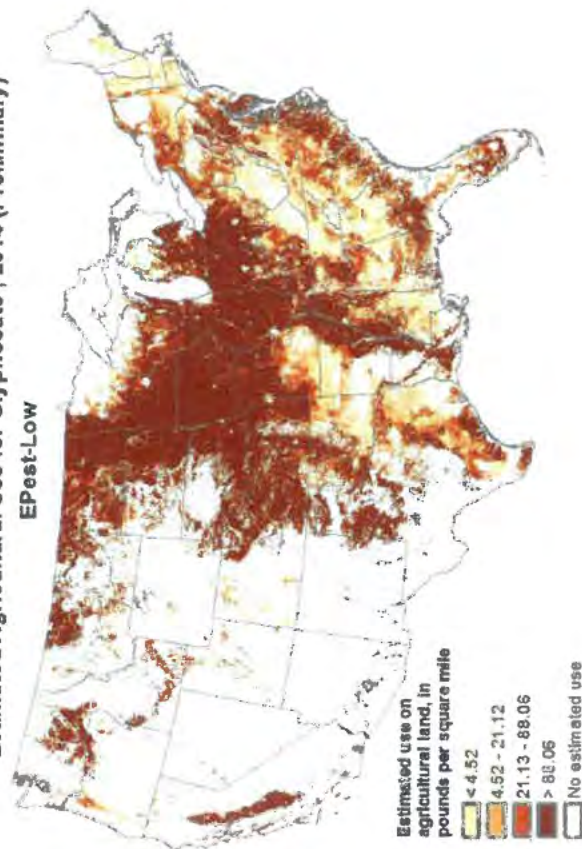 EPest-Low
Estimated use on
agricultural land, in
pounds per square mile
< 4.52
4.52 - 21.12
21.13 - 88.06
> 88.06
No estimated use